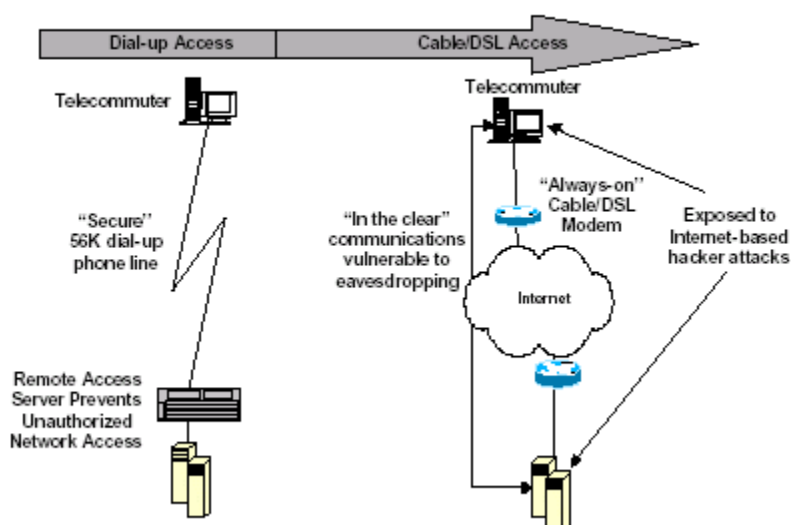 Dial-up Access
Cable/DSL Access
Telecommuter
"Secure"
56K dial-up
phone line
Remote Access
Server Prevents
Unauthorized
Network Access
Telecommuter
"Always-on"
Cable/DSL
Modem
"In the clear"
communications
vulnerable to
eavesdropping
Internet
Exposed to
Internet-based
hacker attacks